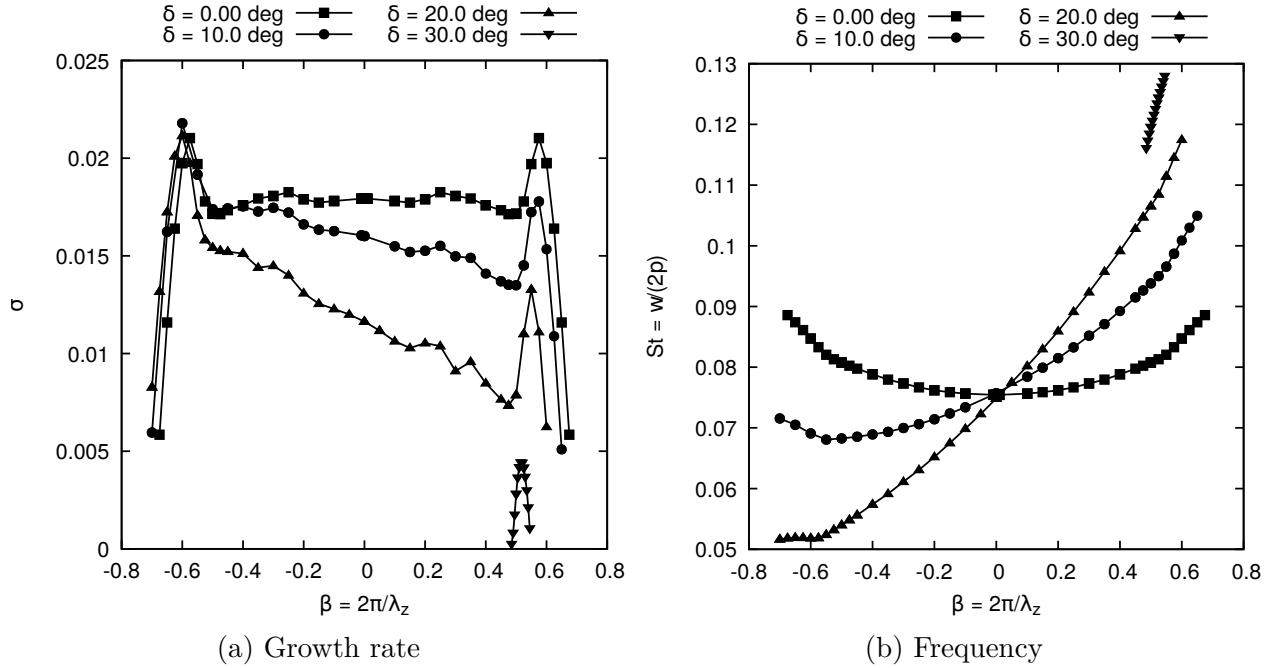 δ = 0.00 deg
δ = 20.0 deg
δ = 10.0 deg
δ = 30.0 deg
0.025
0.02
0.015
0.01
0.005
0
σ
-0.8 -0.6 -0.4 -0.2 0 0.2 0.4 0.6 0.8
β = 2π/λz
(a) Growth rate
δ = 0.00 deg
δ = 20.0 deg
δ = 10.0 deg
δ = 30.0 deg
0.13
0.12
0.11
0.1
0.09
0.08
0.07
0.06
0.05
St = w/(2p)
-0.8 -0.6 -0.4 -0.2 0 0.2 0.4 0.6 0.8
β = 2π/λz
(b) Frequency